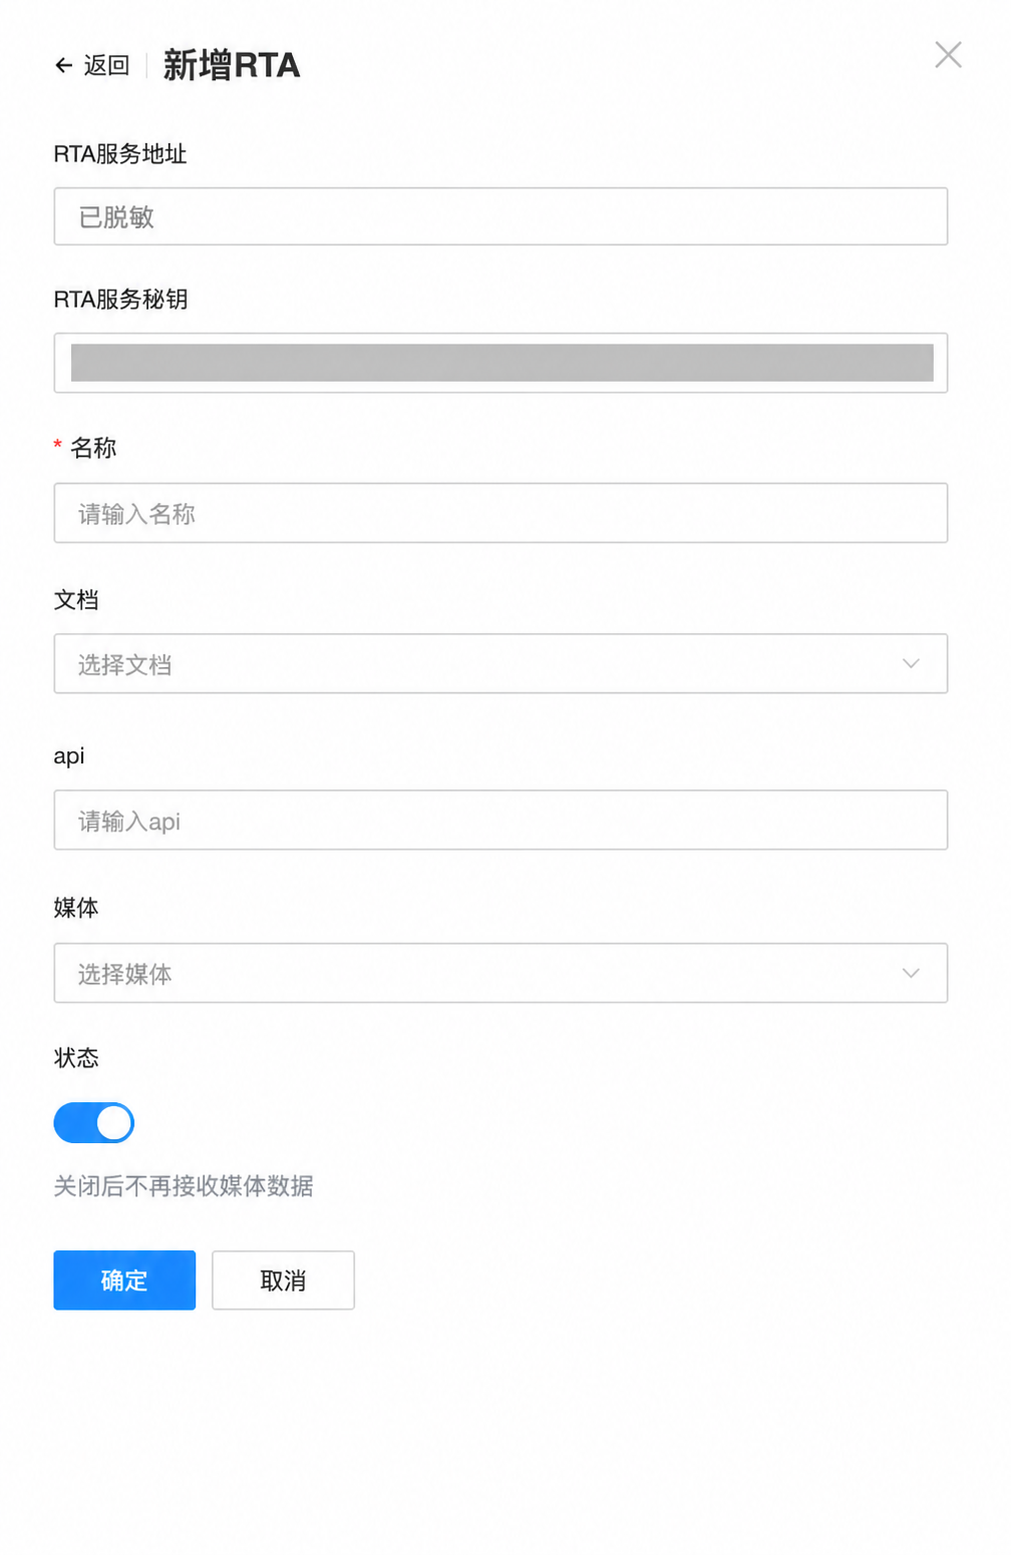 ← 返回 新增RTA
RTA服务地址
已脱敏
RTA服务秘钥
* 名称
请输入名称
文档
选择文档
api
请输入api
媒体
选择媒体
状态
关闭后不再接收媒体数据
确定 取消